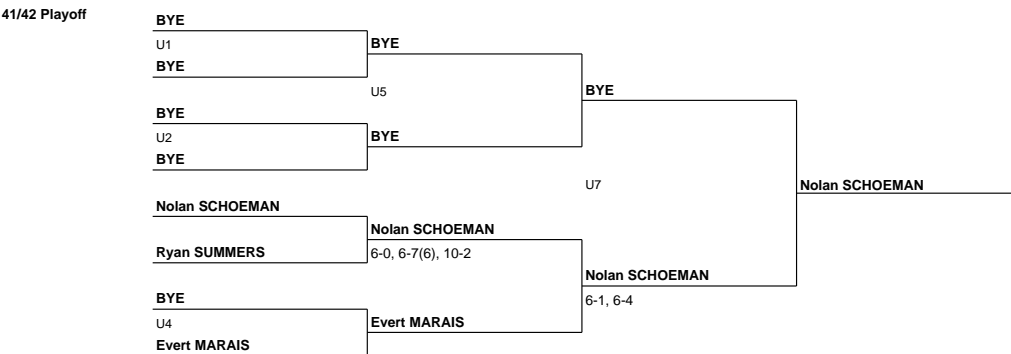 41/42 Playoff
BYE
U1
BYE
BYE
U5
BYE
BYE
U2
BYE
BYE
U7
Nolan SCHOEMAN
Nolan SCHOEMAN
Nolan SCHOEMAN
Ryan SUMMERS
6-0, 6-7(6), 10-2
Nolan SCHOEMAN
BYE
6-1, 6-4
U4
Evert MARAIS
Evert MARAIS